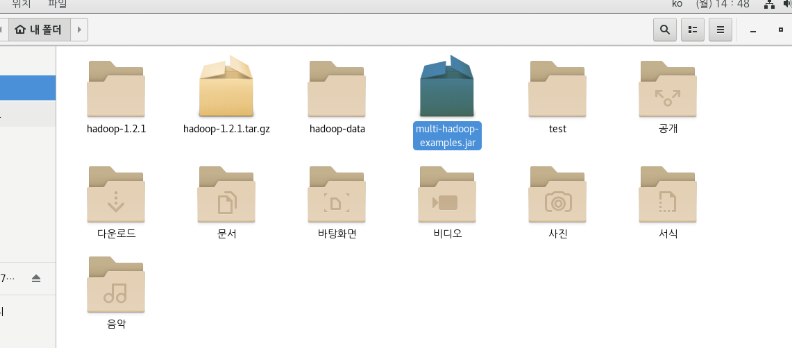 위치 파일 ko (월) 14 : 48
내 폴더
hadoop-1.2.1 hadoop-1.2.1.tar.gz hadoop-data multi-hadoop-examples.jar test 공개
다운로드 문서 바탕화면 비디오 사진 서식
7...
음악